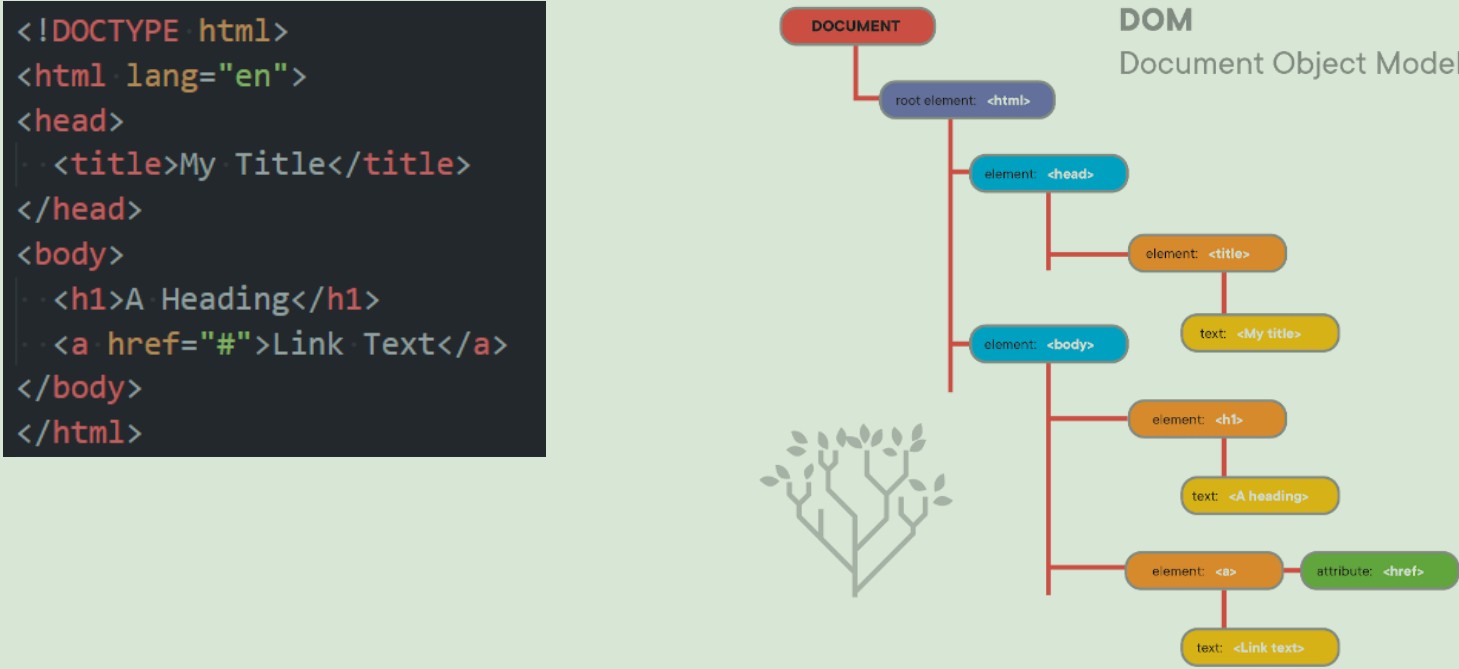 <!DOCTYPE html>
<html lang="en">
<head>
<title>My Title</title>
</head>
<body>
<h1>A Heading</h1>
<a href="#">Link Text</a>
</body>
</html>
DOM
Document Object Model
DOCUMENT
root element: <html>
element: <head>
element: <title>
text: <My title>
element: <body>
element: <h1>
text: <A heading>
element: <a>
attribute: <href>
text: <Link text>